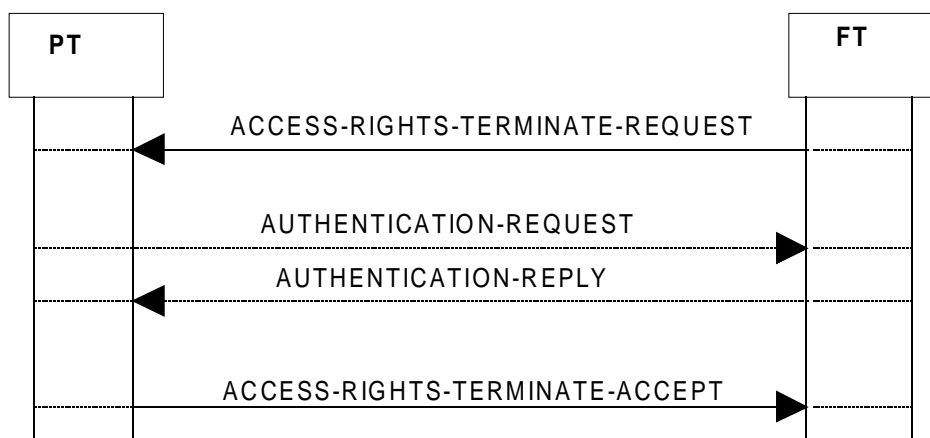 PT
FT
ACCESS-RIGHTS-TERMINATE-REQUEST
AUTHENTICATION-REQUEST
AUTHENTICATION-REPLY
ACCESS-RIGHTS-TERMINATE-ACCEPT